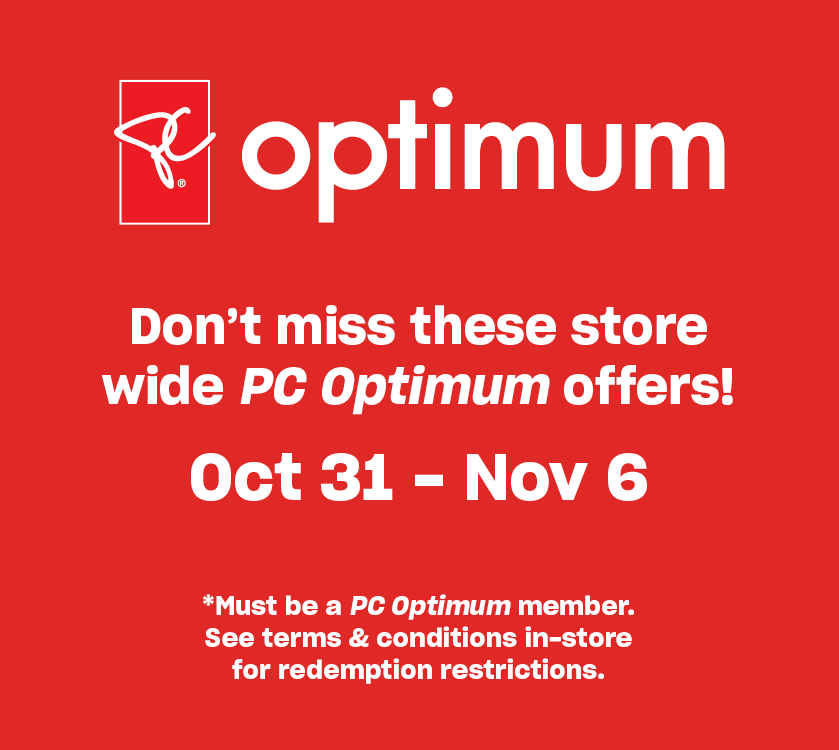 PC® optimum
Don't miss these store
wide PC Optimum offers!
Oct 31 - Nov 6
*Must be a PC Optimum member.
See terms & conditions in-store
for redemption restrictions.